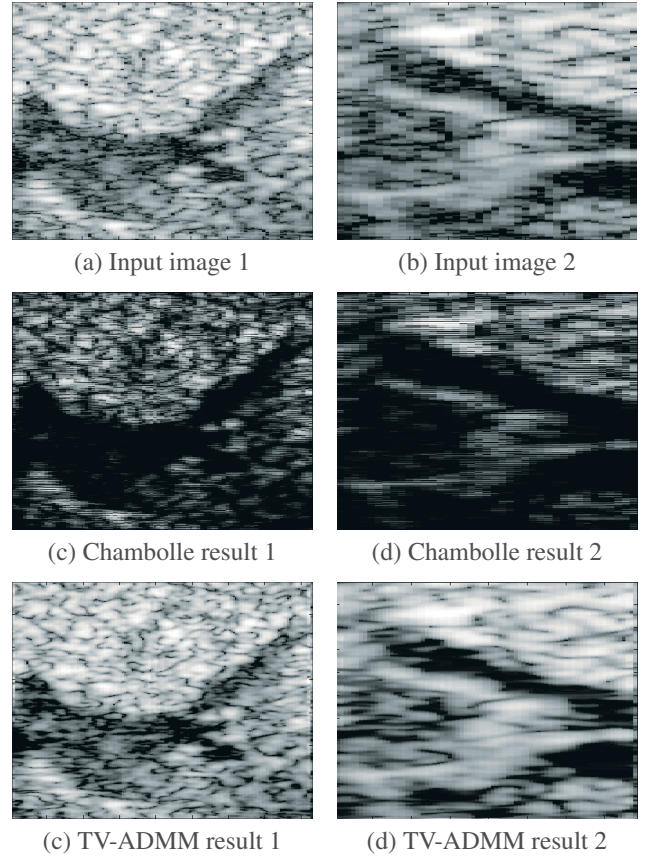 (a) Input image 1
(b) Input image 2
(c) Chambolle result 1
(d) Chambolle result 2
(c) TV-ADMM result 1
(d) TV-ADMM result 2